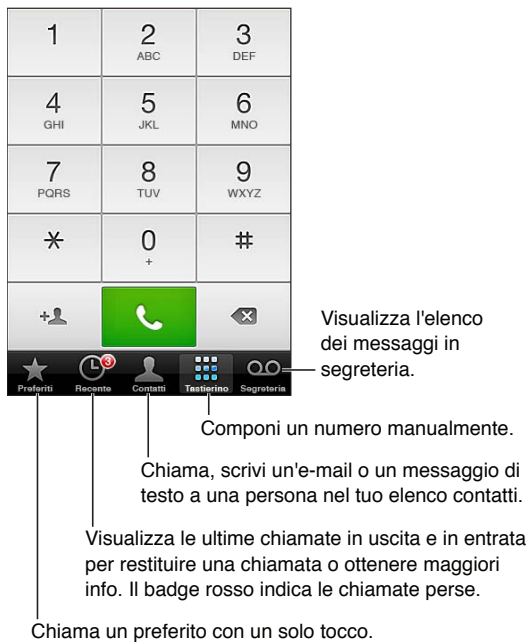 1 2 3
ABC DEF
4 5 6
GHI JKL MNO
7 8 9
PQRS TUV WXYZ
* 0 #
+
+
3
Preferiti Recente Contatti Tastierino Segreteria
Visualizza l'elenco
dei messaggi in
segreteria.
Componi un numero manualmente.
Chiama, scrivi un'e-mail o un messaggio di
testo a una persona nel tuo elenco contatti.
Visualizza le ultime chiamate in uscita e in entrata
per restituire una chiamata o ottenere maggiori
info. Il badge rosso indica le chiamate perse.
Chiama un preferito con un solo tocco.